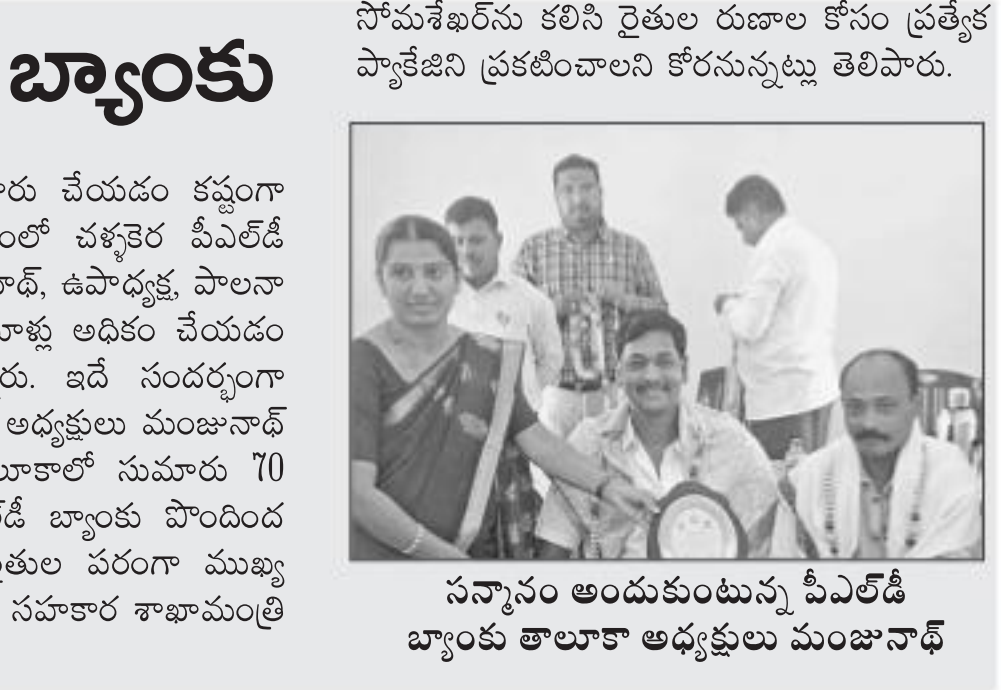 బ్యాంకు
చేయడం కష్టంగా
చళ్ళకెర పీఎల్‌డీ
ఉపాధ్యక్ష, పాలనా
అధికం చేయడం
ఇదే సందర్భంగా
అధ్యక్షులు మంజునాథ్
సుమారు 70
బ్యాంకు పొందింద
పరంగా ముఖ్య
సహకార శాఖామంత్రి
సోమశేఖర్‌ను కలిసి రైతుల రుణాల కోసం ప్రత్యేక
ప్యాకేజిని ప్రకటించాలని కోరనున్నట్లు తెలిపారు.
సన్మానం అందుకుంటున్న పీఎల్‌డీ
బ్యాంకు తాలూకా అధ్యక్షులు మంజునాథ్